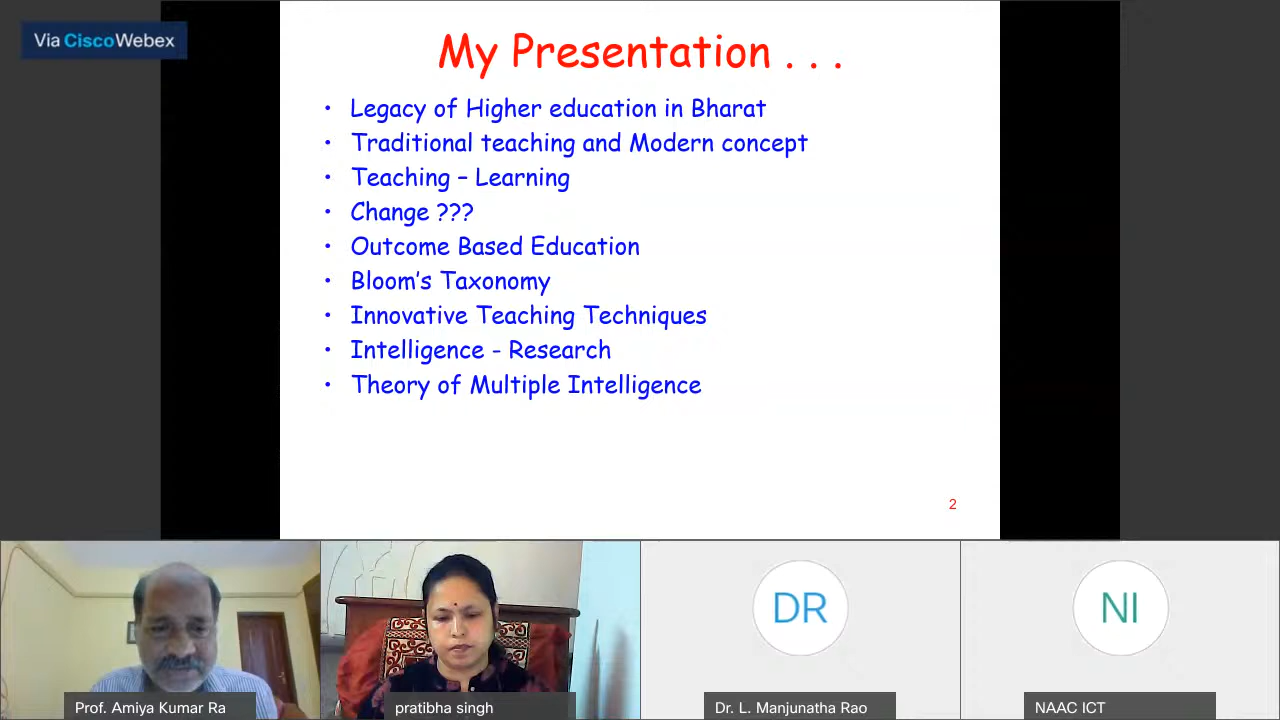 Via Cisco Webex
My Presentation . . .
• Legacy of Higher education in Bharat
• Traditional teaching and Modern concept
• Teaching – Learning
• Change ???
• Outcome Based Education
• Bloom's Taxonomy
• Innovative Teaching Techniques
• Intelligence - Research
• Theory of Multiple Intelligence
2
DR
NI
Prof. Amiya Kumar Ra
pratibha singh
Dr. L. Manjunatha Rao
NAAC ICT